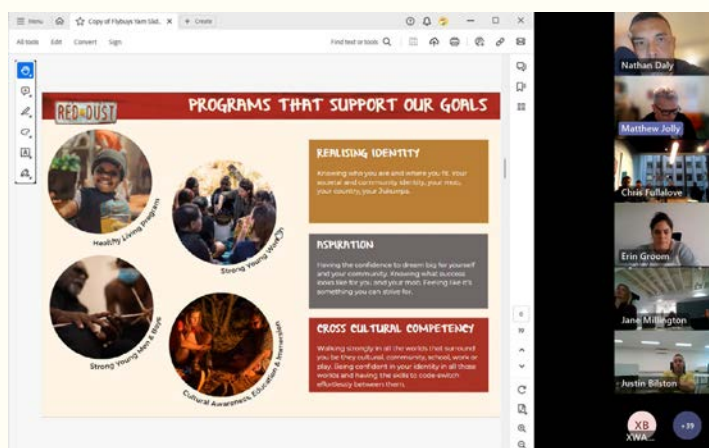 Menu
Copy of Flyboys Yarn Slid..
+ Create
All tools
Edit
Convert
Sign
Find text or tools
RED DUST
PROGRAMS THAT SUPPORT OUR GOALS
Healthy Living Program
Strong Young Women
Strong Young Men & Boys
Cultural Awareness, Education & Immersion
REALISING IDENTITY
Knowing who you are and where you fit. Your
societal and community identity, your mob,
your country, your Jukurrpa.
ASPIRATION
Having the confidence to dream big for yourself
and your community. Knowing what success
looks like for you and your mob. Feeling like it's
something you can strive for.
CROSS CULTURAL COMPETENCY
Walking strongly in all the worlds that surround
you be they cultural, community, school, work or
play. Being confident in your identity in all those
worlds and having the skills to code-switch
effortlessly between them.
Nathan Daly
Matthew Jolly
Chris Fullalove
Erin Groom
Jane Millington
Justin Bilston
XB
XWA...
+39